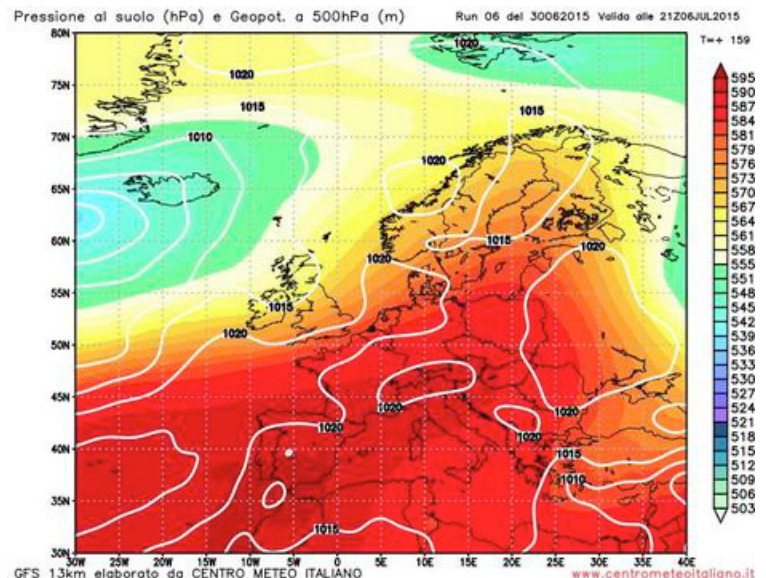 Pressione al suolo (hPa) e Geopot. a 500hPa (m)
Run 06 del 30062015 Valida alle 21Z06JUL2015
T=+ 159
80N
75N
70N
65N
60N
55N
50N
45N
40N
35N
30N
1020
1020
1015
1015
1010
1020
1015
1020
1020
1015
1020
1020
1020
1020
1020
1015
1010
1015
595
590
587
584
581
579
576
573
570
567
564
561
558
555
551
548
545
542
539
536
533
530
527
524
521
518
515
512
509
506
503
30W
25W
20W
15W
10W
5W
0
5E
10E
15E
20E
25E
30E
35E
40E
GFS 13km elaborato da CENTRO METEO ITALIANO
www.centrometeoitaliano.it